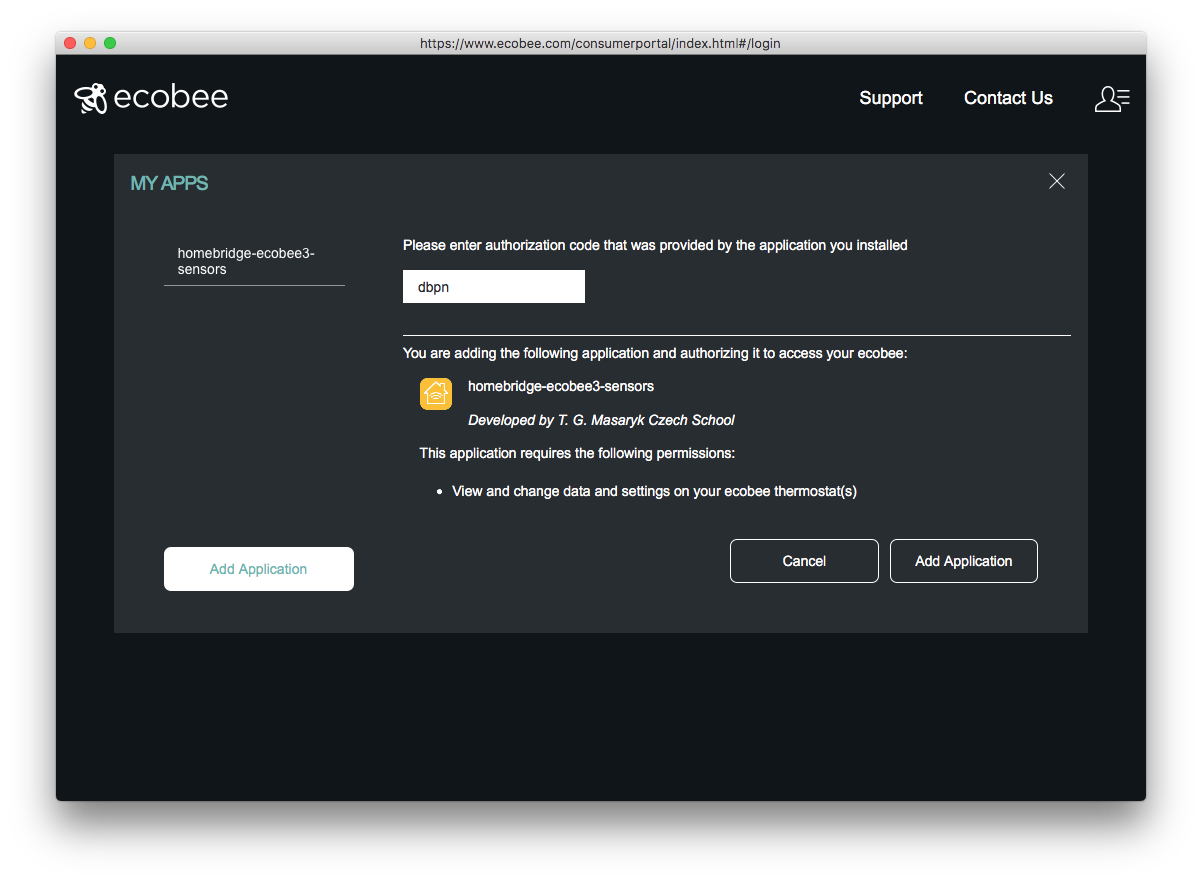 https://www.ecobee.com/consumerportal/index.html#/login
ecobee
Support
Contact Us
MY APPS
homebridge-ecobee3-
sensors
Please enter authorization code that was provided by the application you installed
dbpn
You are adding the following application and authorizing it to access your ecobee:
homebridge-ecobee3-sensors
Developed by T. G. Masaryk Czech School
This application requires the following permissions:
• View and change data and settings on your ecobee thermostat(s)
Add Application
Cancel
Add Application